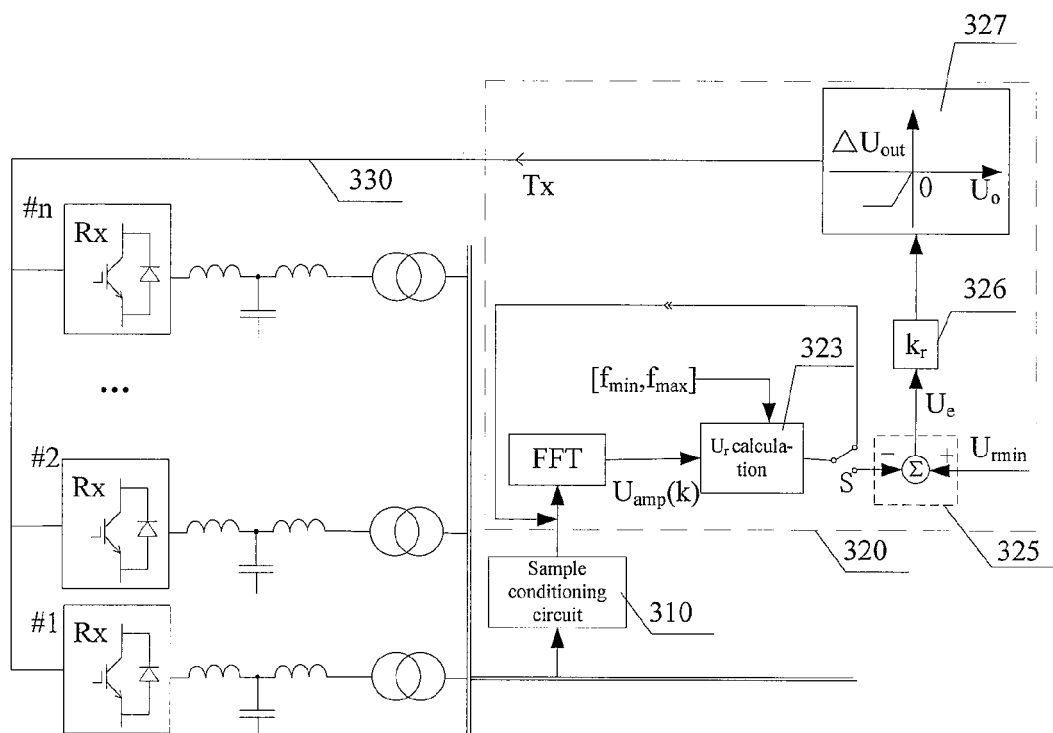 327
△U_out
0
U_o
330
Tx
#n
Rx
326
k_r
323
[f_min,f_max]
...
U_e
U_r calcula-
tion
#2
Rx
FFT
U_amp(k)
S
−
Σ
+
U_rmin
320
325
Sample
conditioning
circuit
310
#1
Rx